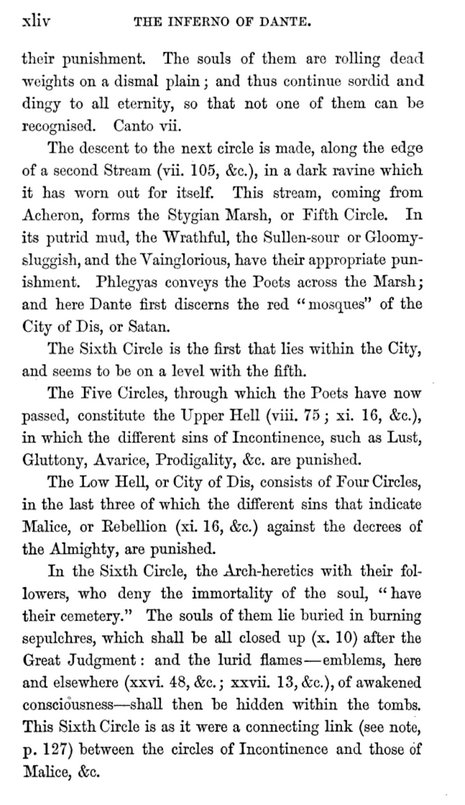 xliv THE INFERNO OF DANTE.
their punishment. The souls of them are rolling dead
weights on a dismal plain; and thus continue sordid and
dingy to all eternity, so that not one of them can be
recognised. Canto vii.
The descent to the next circle is made, along the edge
of a second Stream (vii. 105, &c.), in a dark ravine which
it has worn out for itself. This stream, coming from
Acheron, forms the Stygian Marsh, or Fifth Circle. In
its putrid mud, the Wrathful, the Sullen-sour or Gloomy-
sluggish, and the Vainglorious, have their appropriate pun-
ishment. Phlegyas conveys the Poets across the Marsh;
and here Dante first discerns the red "mosques" of the
City of Dis, or Satan.
The Sixth Circle is the first that lies within the City,
and seems to be on a level with the fifth.
The Five Circles, through which the Poets have now
passed, constitute the Upper Hell (viii. 75; xi. 16, &c.),
in which the different sins of Incontinence, such as Lust,
Gluttony, Avarice, Prodigality, &c. are punished.
The Low Hell, or City of Dis, consists of Four Circles,
in the last three of which the different sins that indicate
Malice, or Rebellion (xi. 16, &c.) against the decrees of
the Almighty, are punished.
In the Sixth Circle, the Arch-heretics with their fol-
lowers, who deny the immortality of the soul, "have
their cemetery." The souls of them lie buried in burning
sepulchres, which shall be all closed up (x. 10) after the
Great Judgment: and the lurid flames—emblems, here
and elsewhere (xxvi. 48, &c.; xxvii. 13, &c.), of awakened
consciousness—shall then be hidden within the tombs.
This Sixth Circle is as it were a connecting link (see note,
p. 127) between the circles of Incontinence and those of
Malice, &c.